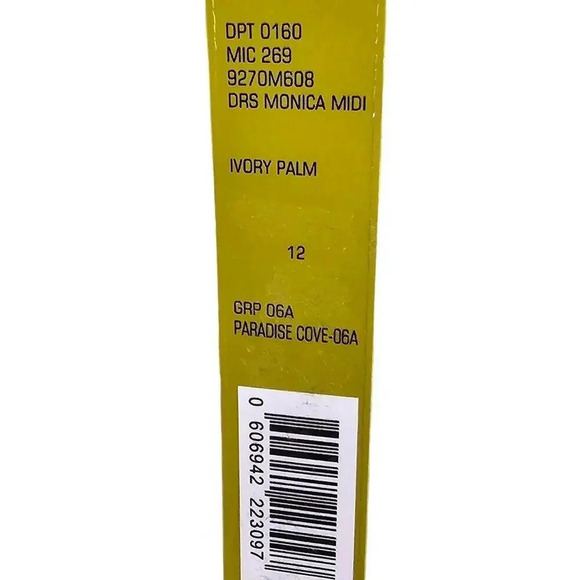 DPT 0160
MIC 269
9270M608
DRS MONICA MIDI
IVORY PALM
12
GRP 06A
PARADISE COVE-06A
0 606942 223097